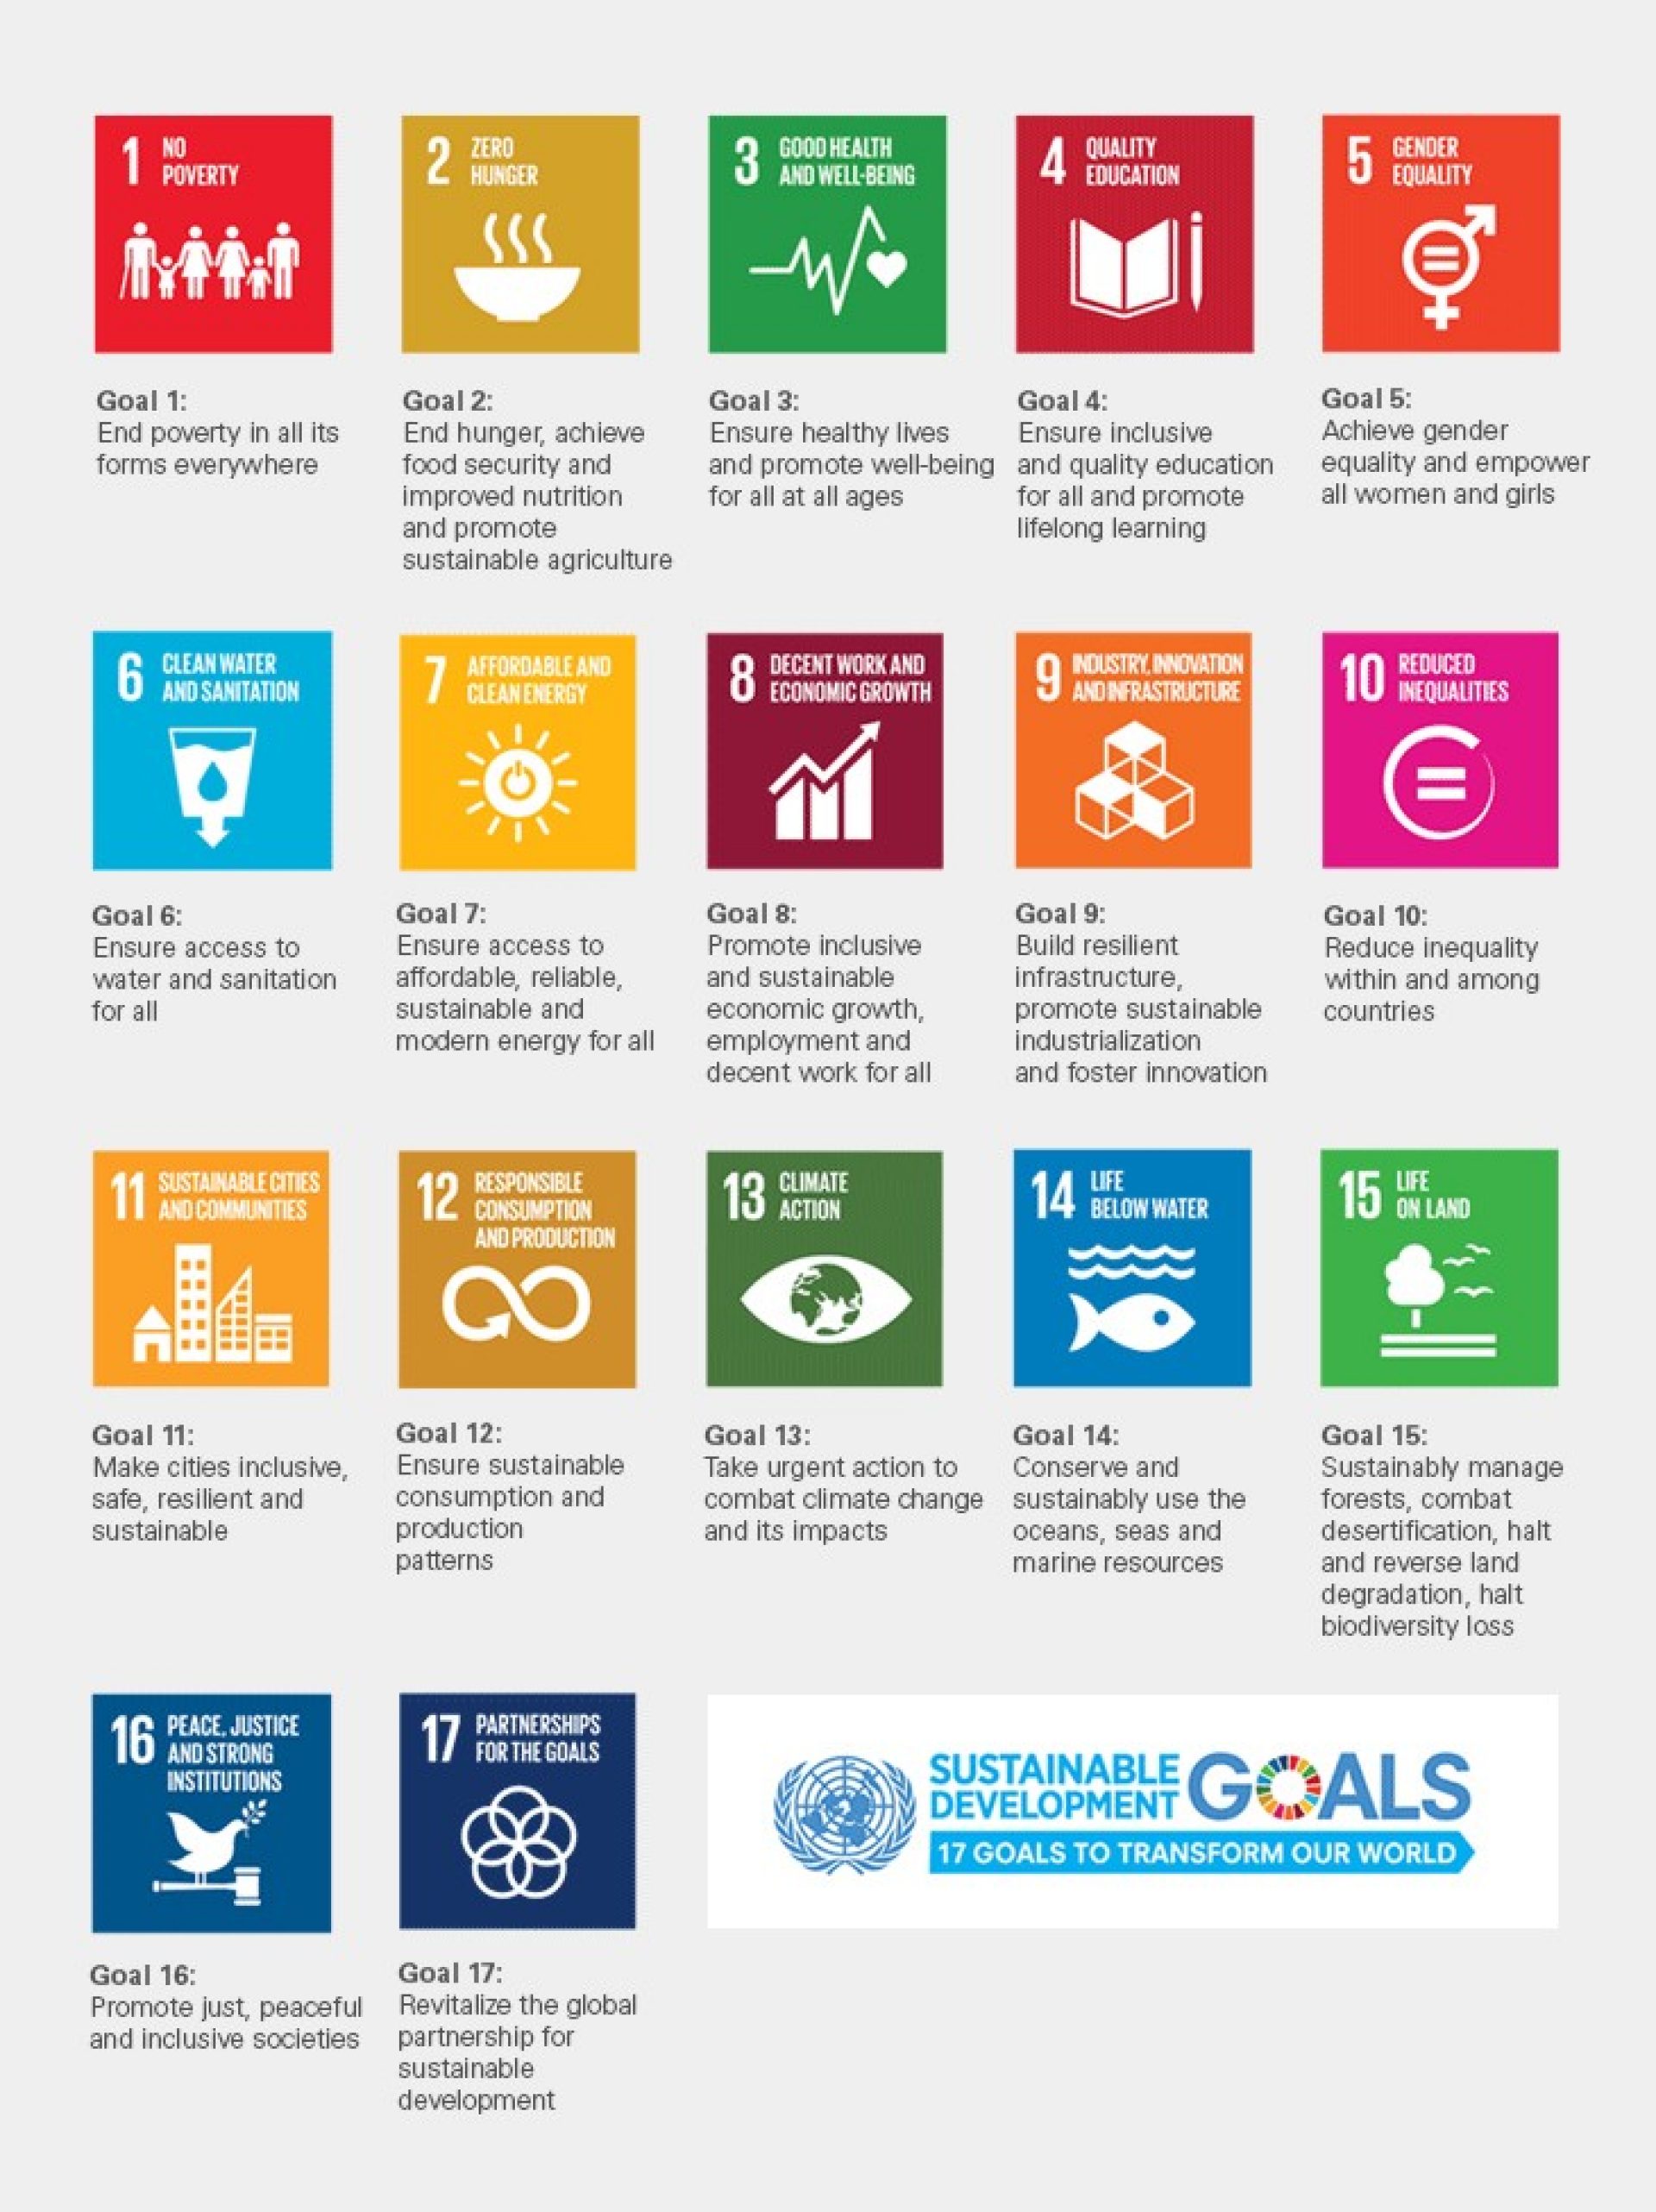 1 NO
POVERTY
Goal 1:
End poverty in all its
forms everywhere
2 ZERO
HUNGER
Goal 2:
End hunger, achieve
food security and
improved nutrition
and promote
sustainable agriculture
3 GOOD HEALTH
AND WELL-BEING
Goal 3:
Ensure healthy lives
and promote well-being
for all at all ages
4 QUALITY
EDUCATION
Goal 4:
Ensure inclusive
and quality education
for all and promote
lifelong learning
5 GENDER
EQUALITY
Goal 5:
Achieve gender
equality and empower
all women and girls
6 CLEAN WATER
AND SANITATION
Goal 6:
Ensure access to
water and sanitation
for all
7 AFFORDABLE AND
CLEAN ENERGY
Goal 7:
Ensure access to
affordable, reliable,
sustainable and
modern energy for all
8 DECENT WORK AND
ECONOMIC GROWTH
Goal 8:
Promote inclusive
and sustainable
economic growth,
employment and
decent work for all
9 INDUSTRY, INNOVATION
AND INFRASTRUCTURE
Goal 9:
Build resilient
infrastructure,
promote sustainable
industrialization
and foster innovation
10 REDUCED
INEQUALITIES
Goal 10:
Reduce inequality
within and among
countries
11 SUSTAINABLE CITIES
AND COMMUNITIES
Goal 11:
Make cities inclusive,
safe, resilient and
sustainable
12 RESPONSIBLE
CONSUMPTION
AND PRODUCTION
Goal 12:
Ensure sustainable
consumption and
production
patterns
13 CLIMATE
ACTION
Goal 13:
Take urgent action to
combat climate change
and its impacts
14 LIFE
BELOW WATER
Goal 14:
Conserve and
sustainably use the
oceans, seas and
marine resources
15 LIFE
ON LAND
Goal 15:
Sustainably manage
forests, combat
desertification, halt
and reverse land
degradation, halt
biodiversity loss
16 PEACE, JUSTICE
AND STRONG
INSTITUTIONS
Goal 16:
Promote just, peaceful
and inclusive societies
17 PARTNERSHIPS
FOR THE GOALS
Goal 17:
Revitalize the global
partnership for
sustainable
development
SUSTAINABLE
DEVELOPMENT GOALS
17 GOALS TO TRANSFORM OUR WORLD